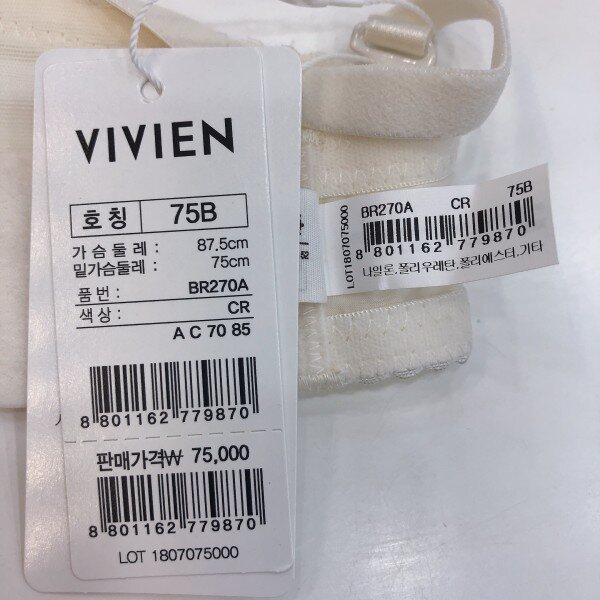 VIVIEN
호 칭 75B
가 슴 둘 레 : 87.5cm
밑가슴둘레 : 75cm
품 번 : BR270A
색 상 : CR
A C 70 85
8 801162 779870
판매가격₩ 75,000
8 801162 779870
LOT 1807075000
BR270A CR 75B
8 801162 779870
LOT1807075000
나일론,폴리우레탄,폴리에스터,기타